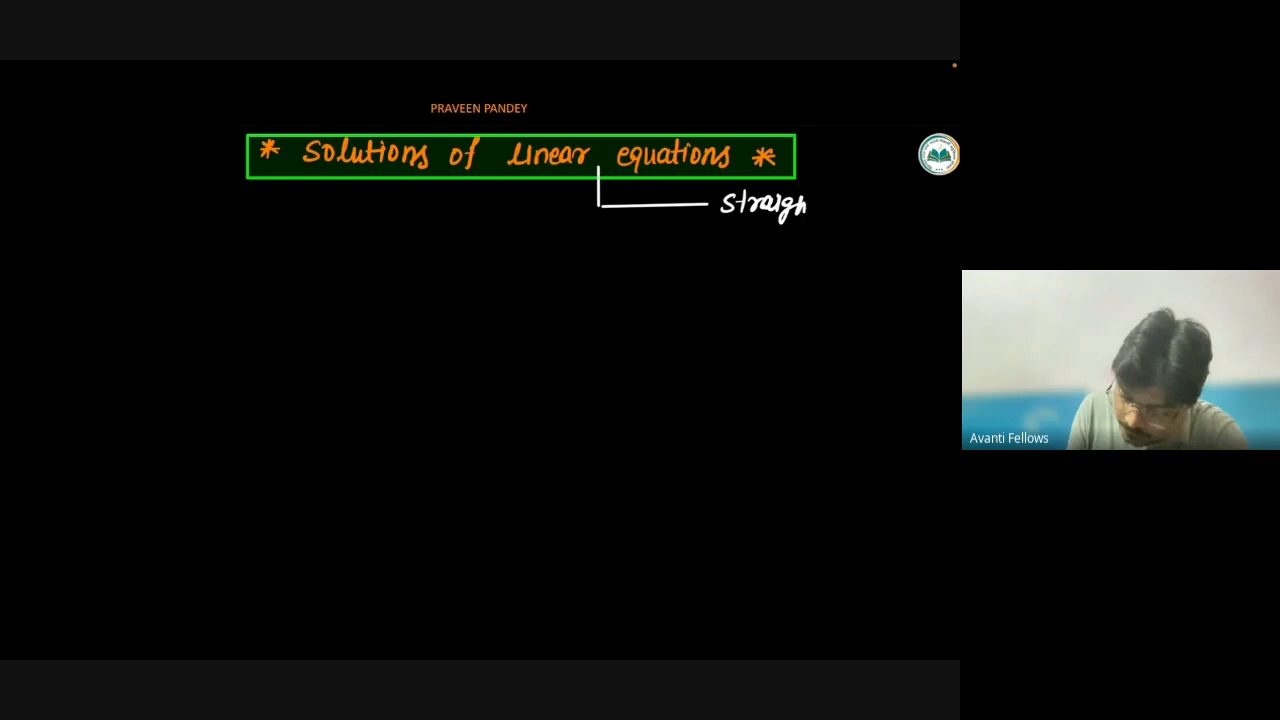 PRAVEEN PANDEY
* Solutions of Linear equations *
Straigh
Avanti Fellows